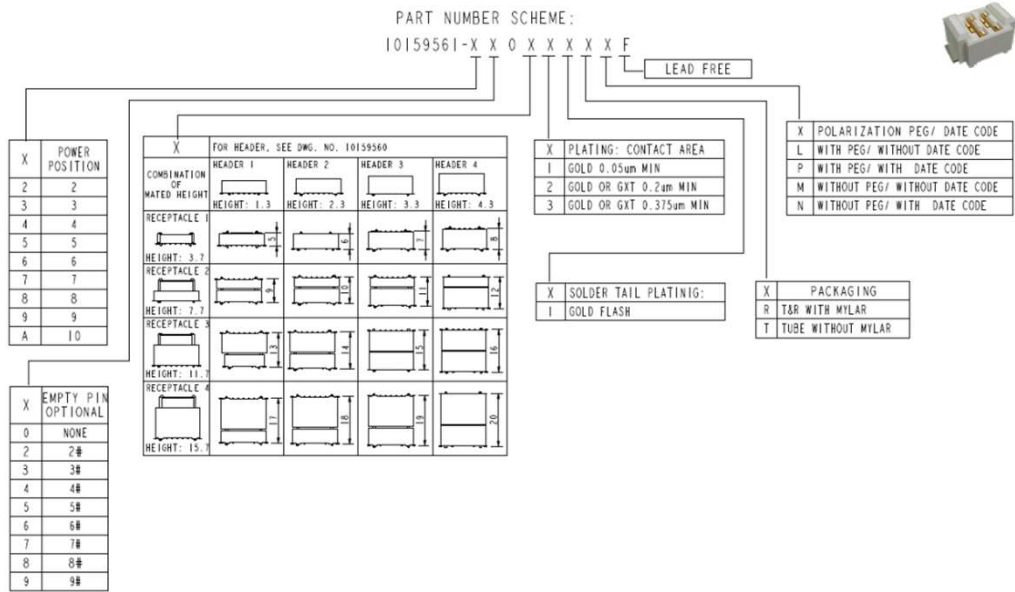 PART NUMBER SCHEME:
10159561-X X 0 X X X X X F
LEAD FREE
X POWER POSITION
2 2
3 3
4 4
5 5
6 6
7 7
8 8
9 9
A 10
X EMPTY PIN OPTIONAL
0 NONE
2 2#
3 3#
4 4#
5 5#
6 6#
7 7#
8 8#
9 9#
X FOR HEADER, SEE DWG. NO. 10159560
COMBINATION OF MATED HEIGHT
HEADER 1 HEADER 2 HEADER 3 HEADER 4
HEIGHT: 1.3 HEIGHT: 2.3 HEIGHT: 3.3 HEIGHT: 4.3
RECEPTACLE 1
5 6 7 8
HEIGHT: 3.7
RECEPTACLE 2
9 10 11 12
HEIGHT: 7.7
RECEPTACLE 3
13 14 15 16
HEIGHT: 11.7
RECEPTACLE 4
17 18 19 20
HEIGHT: 15.7
X PLATING: CONTACT AREA
1 GOLD 0.05um MIN
2 GOLD OR GXT 0.2um MIN
3 GOLD OR GXT 0.375um MIN
X SOLDER TAIL PLATINIG:
1 GOLD FLASH
X PACKAGING
R T&R WITH MYLAR
T TUBE WITHOUT MYLAR
X POLARIZATION PEG/ DATE CODE
L WITH PEG/ WITHOUT DATE CODE
P WITH PEG/ WITH DATE CODE
M WITHOUT PEG/ WITHOUT DATE CODE
N WITHOUT PEG/ WITH DATE CODE